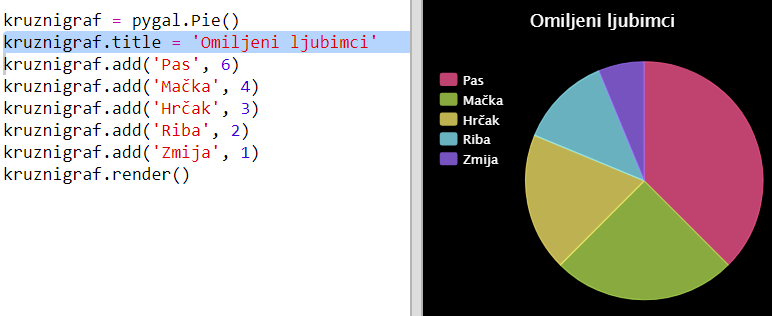 kruznigraf = pygal.Pie()
kruznigraf.title = 'Omiljeni ljubimci'
kruznigraf.add('Pas', 6)
kruznigraf.add('Mačka', 4)
kruznigraf.add('Hrčak', 3)
kruznigraf.add('Riba', 2)
kruznigraf.add('Zmija', 1)
kruznigraf.render()
Omiljeni ljubimci
Pas
Mačka
Hrčak
Riba
Zmija